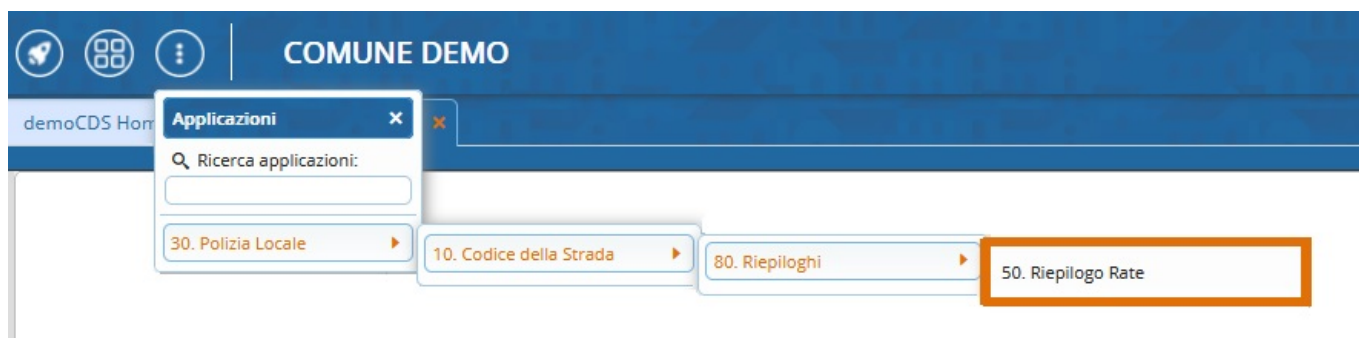 COMUNE DEMO
demoCDS Hom
Applicazioni
Ricerca applicazioni:
30. Polizia Locale
10. Codice della Strada
80. Riepiloghi
50. Riepilogo Rate